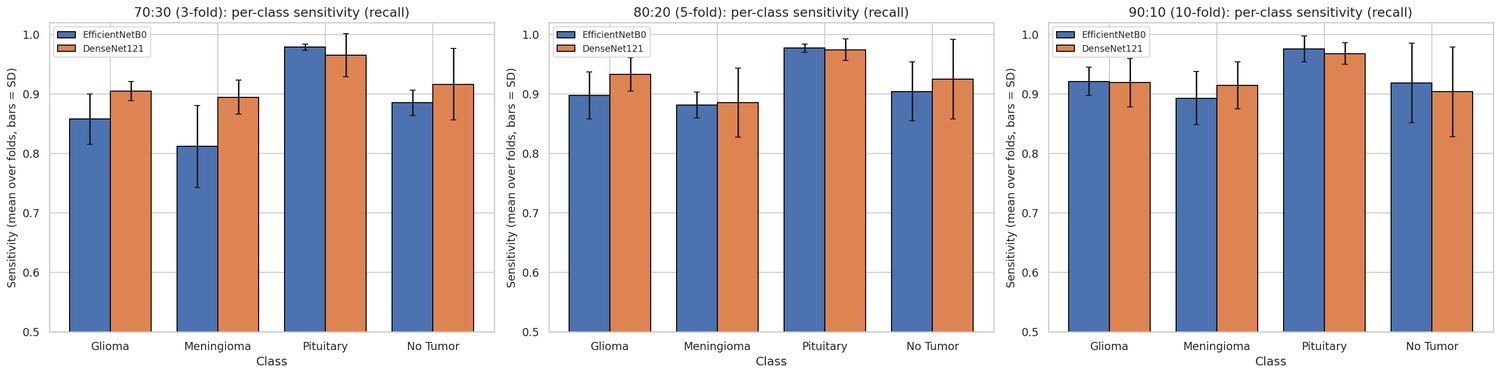 70:30 (3-fold): per-class sensitivity (recall)
Sensitivity (mean over folds, bars = SD)
1.0
0.9
0.8
0.7
0.6
0.5
EfficientNetB0
DenseNet121
Glioma
Meningioma
Pituitary
No Tumor
Class
80:20 (5-fold): per-class sensitivity (recall)
Sensitivity (mean over folds, bars = SD)
1.0
0.9
0.8
0.7
0.6
0.5
EfficientNetB0
DenseNet121
Glioma
Meningioma
Pituitary
No Tumor
Class
90:10 (10-fold): per-class sensitivity (recall)
Sensitivity (mean over folds, bars = SD)
1.0
0.9
0.8
0.7
0.6
0.5
EfficientNetB0
DenseNet121
Glioma
Meningioma
Pituitary
No Tumor
Class